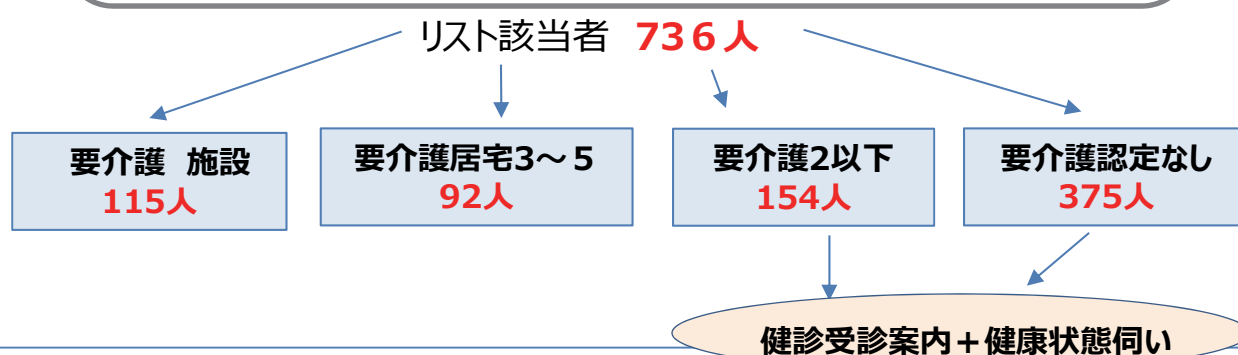 リスト該当者 736人
要介護 施設
115人
要介護居宅3～5
92人
要介護2以下
154人
要介護認定なし
375人
健診受診案内＋健康状態伺い